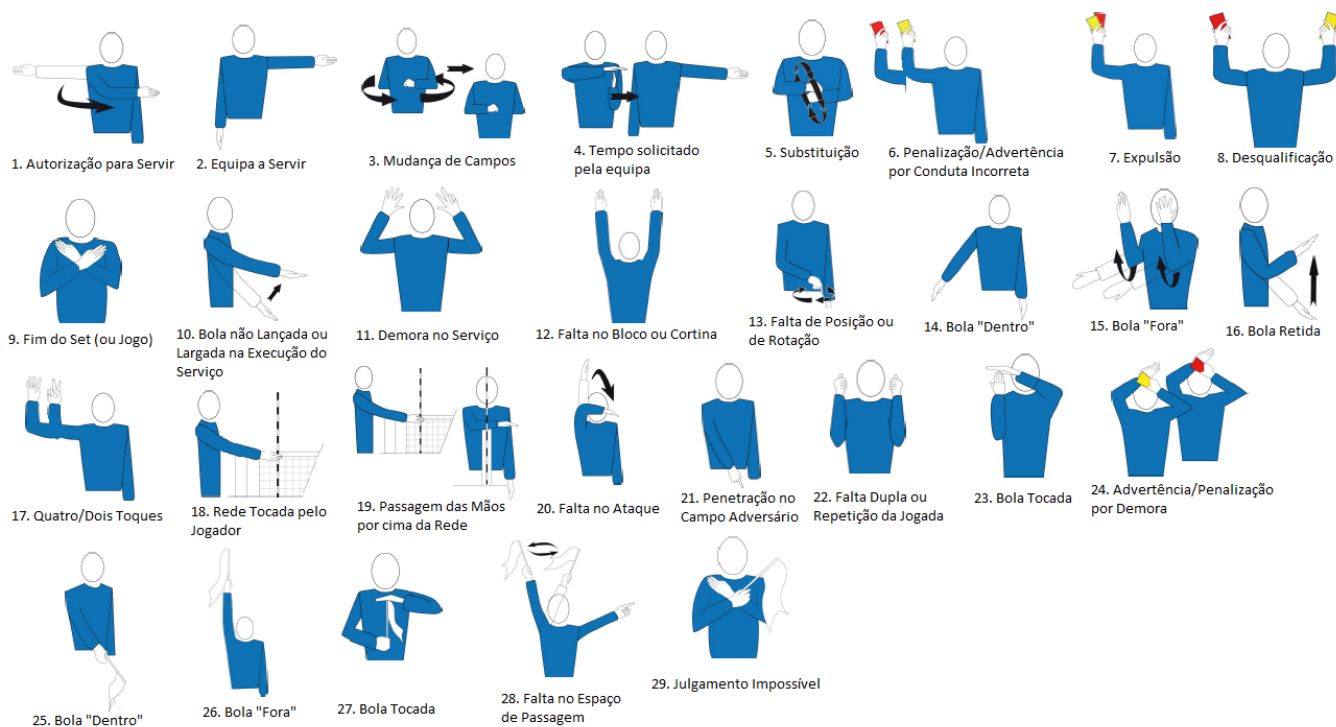 1. Autorização para Servir
2. Equipa a Servir
3. Mudança de Campos
4. Tempo solicitado
pela equipa
5. Substituição
6. Penalização/Advertência
por Conduta Incorreta
7. Expulsão
8. Desqualificação
9. Fim do Set (ou Jogo)
10. Bola não Lançada ou
Largada na Execução do
Serviço
11. Demora no Serviço
12. Falta no Bloco ou Cortina
13. Falta de Posição ou
de Rotação
14. Bola "Dentro"
15. Bola "Fora"
16. Bola Retida
17. Quatro/Dois Toques
18. Rede Tocada pelo
Jogador
19. Passagem das Mãos
por cima da Rede
20. Falta no Ataque
21. Penetração no
Campo Adversário
22. Falta Dupla ou
Repetição da Jogada
23. Bola Tocada
24. Advertência/Penalização
por Demora
25. Bola "Dentro"
26. Bola "Fora"
27. Bola Tocada
28. Falta no Espaço
de Passagem
29. Julgamento Impossível